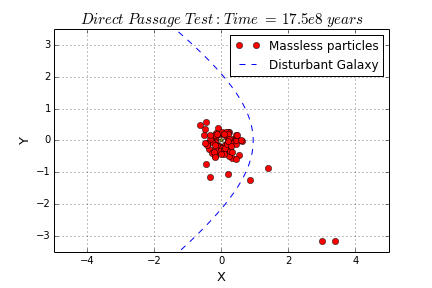 Direct Passage Test: Time = 17.5e8 years
Massless particles
Disturbant Galaxy
Y
3
2
1
0
−1
−2
−3
−4
−2
0
2
4
X